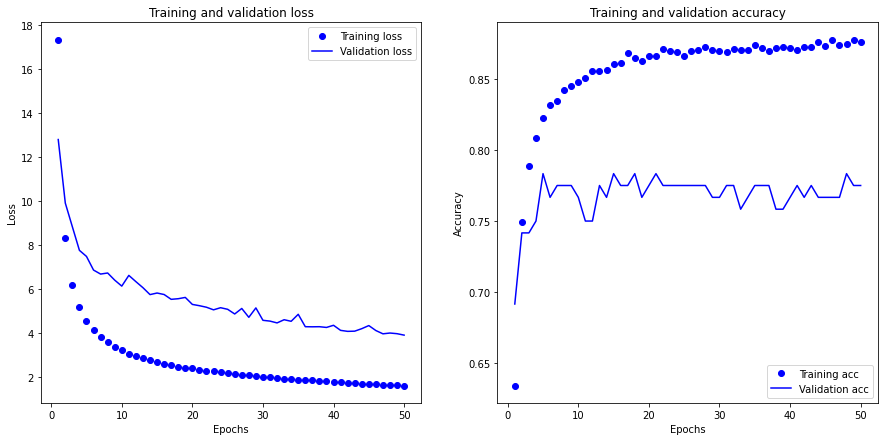 Training and validation loss
Training loss
Validation loss
18
16
14
12
10
8
6
4
2
Loss
0
10
20
30
40
50
Epochs
Training and validation accuracy
0.85
0.80
0.75
0.70
0.65
Accuracy
Training acc
Validation acc
0
10
20
30
40
50
Epochs